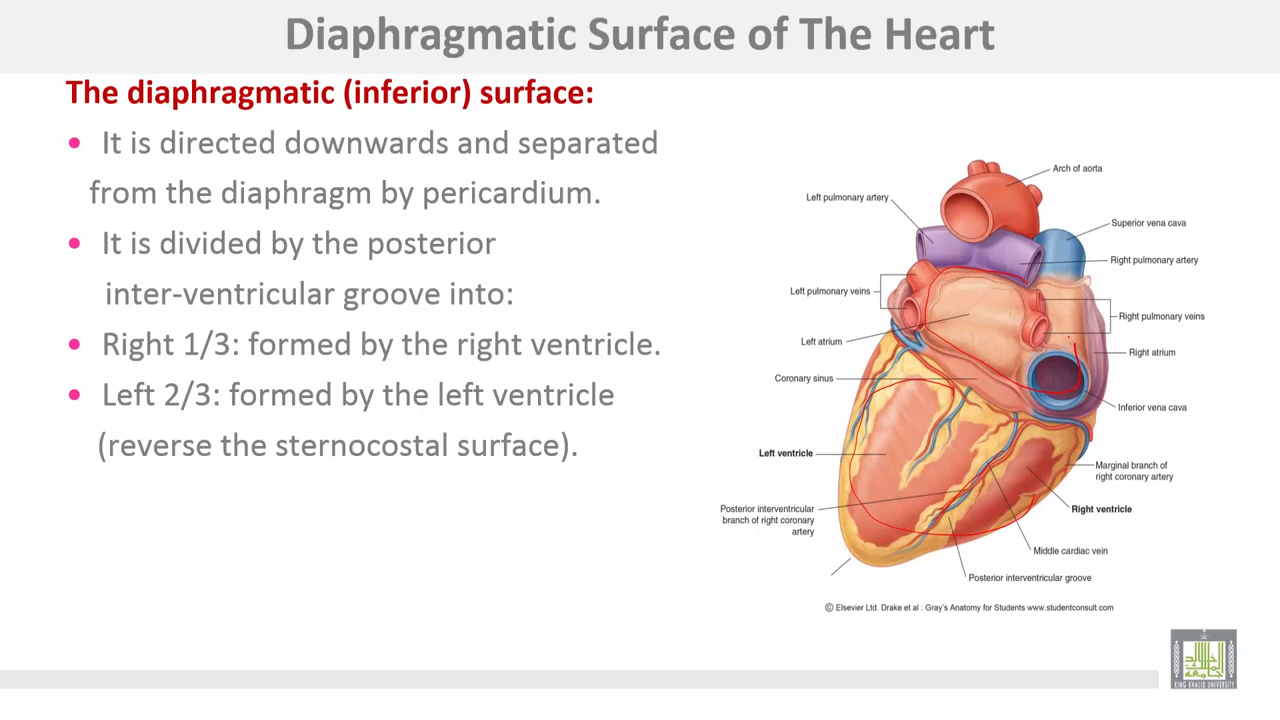 Diaphragmatic Surface of The Heart
The diaphragmatic (inferior) surface:
• It is directed downwards and separated
from the diaphragm by pericardium.
• It is divided by the posterior
inter-ventricular groove into:
• Right 1/3: formed by the right ventricle.
• Left 2/3: formed by the left ventricle
(reverse the sternocostal surface).
Arch of aorta
Left pulmonary artery
Superior vena cava
Right pulmonary artery
Left pulmonary veins
Right pulmonary veins
Left atrium
Right atrium
Coronary sinus
Inferior vena cava
Left ventricle
Marginal branch of
right coronary artery
Posterior interventricular
branch of right coronary
artery
Right ventricle
Middle cardiac vein
Posterior interventricular groove
© Elsevier Ltd. Drake et al : Gray's Anatomy for Students www.studentconsult.com
KING KHALID UNIVERSITY